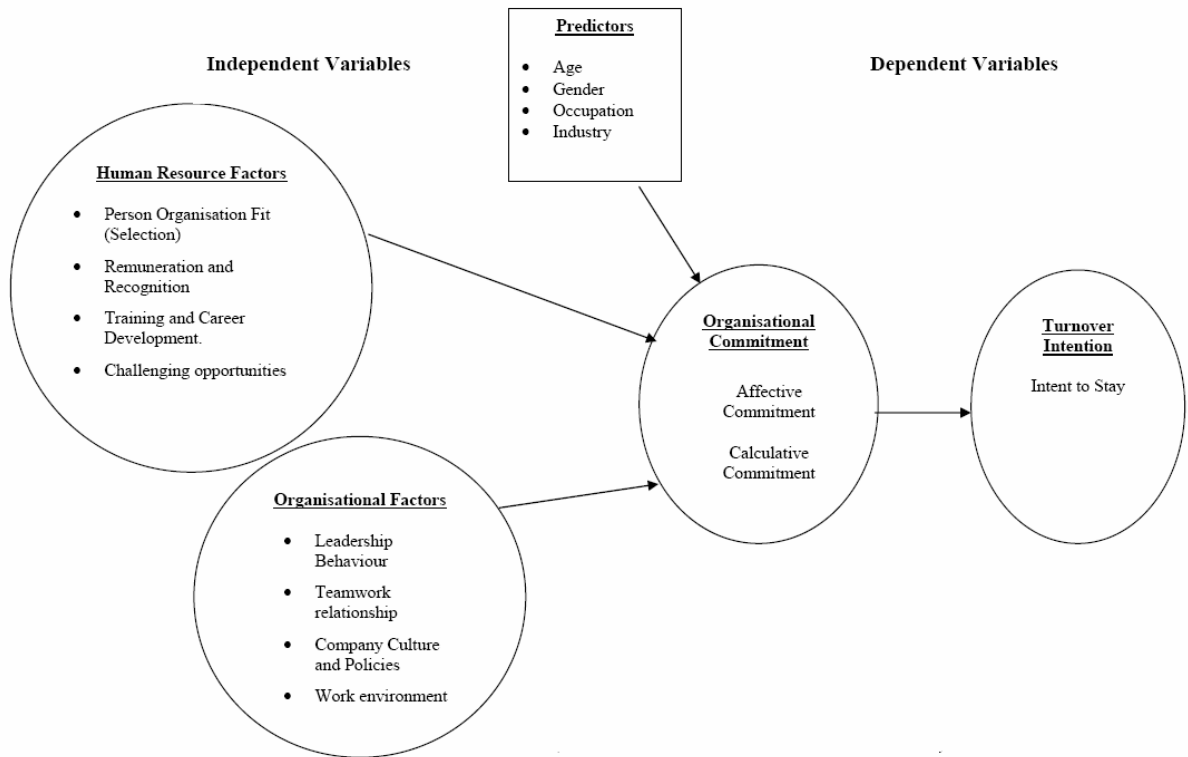 Predictors
• Age
• Gender
• Occupation
• Industry
Independent Variables
Dependent Variables
Human Resource Factors
• Person Organisation Fit
(Selection)
• Remuneration and
Recognition
• Training and Career
Development.
• Challenging opportunities
Organisational Factors
• Leadership
Behaviour
• Teamwork
relationship
• Company Culture
and Policies
• Work environment
Organisational
Commitment
Affective
Commitment
Calculative
Commitment
Turnover
Intention
Intent to Stay